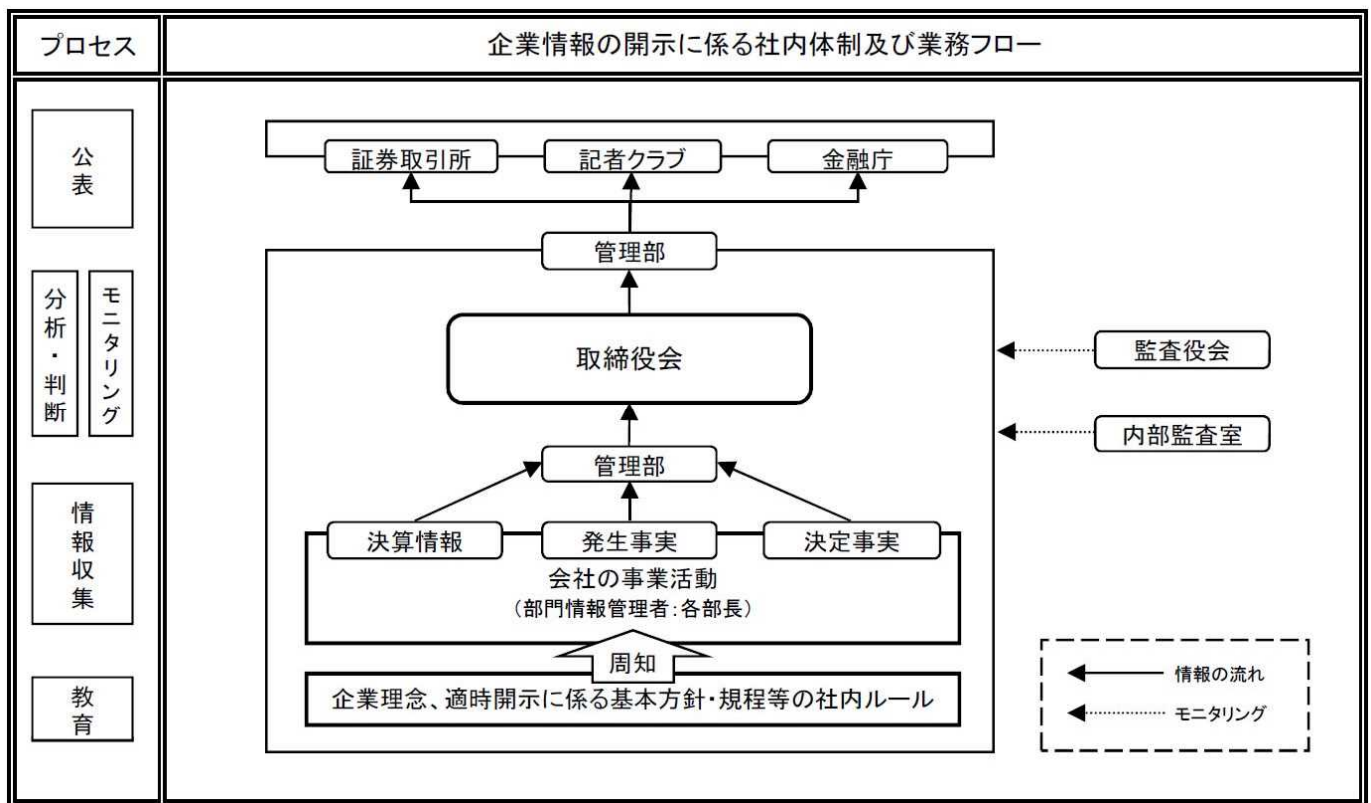 プロセス
企業情報の開示に係る社内体制及び業務フロー
公表
証券取引所
記者クラブ
金融庁
管理部
分析・判断
モニタリング
取締役会
監査役会
内部監査室
管理部
情報収集
決算情報
発生事実
決定事実
会社の事業活動
(部門情報管理者:各部長)
周知
教育
企業理念、適時開示に係る基本方針・規程等の社内ルール
情報の流れ
モニタリング